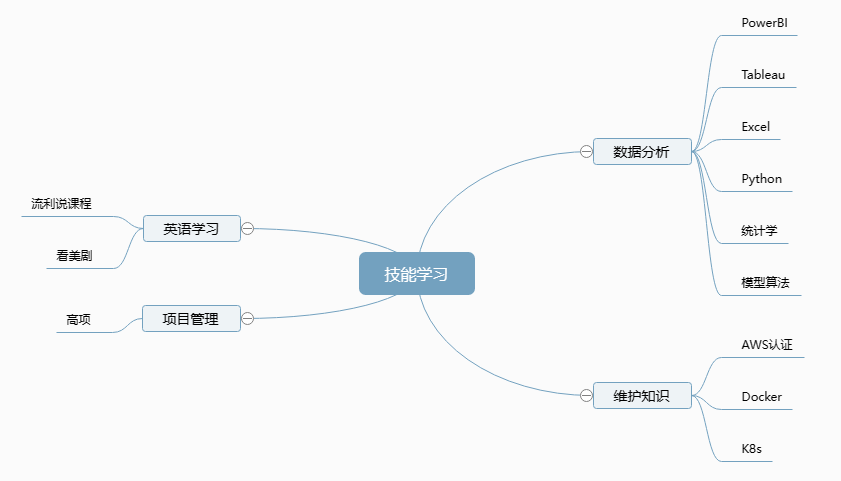 技能学习
数据分析
PowerBI
Tableau
Excel
Python
统计学
模型算法
维护知识
AWS认证
Docker
K8s
英语学习
流利说课程
看美剧
项目管理
高项